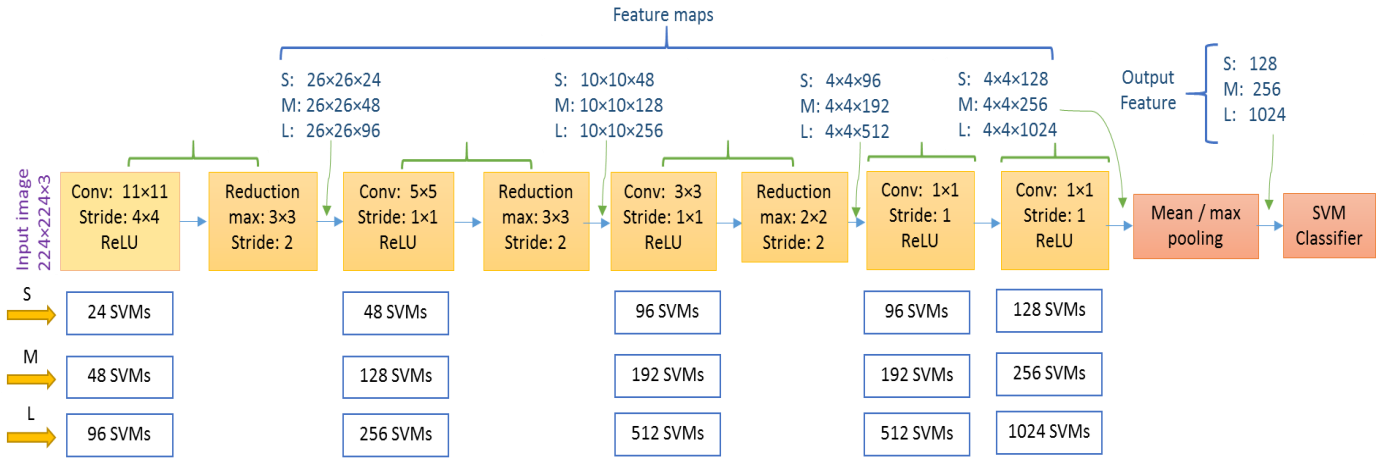 Feature maps
S: 26×26×24
M: 26×26×48
L: 26×26×96
S: 10×10×48
M: 10×10×128
L: 10×10×256
S: 4×4×96
M: 4×4×192
L: 4×4×512
S: 4×4×128
M: 4×4×256
L: 4×4×1024
Output
Feature
S: 128
M: 256
L: 1024
Input image
224×224×3
Conv: 11×11
Stride: 4×4
ReLU
Reduction
max: 3×3
Stride: 2
Conv: 5×5
Stride: 1×1
ReLU
Reduction
max: 3×3
Stride: 2
Conv: 3×3
Stride: 1×1
ReLU
Reduction
max: 2×2
Stride: 2
Conv: 1×1
Stride: 1
ReLU
Conv: 1×1
Stride: 1
ReLU
Mean / max
pooling
SVM
Classifier
S
24 SVMs
48 SVMs
96 SVMs
96 SVMs
128 SVMs
M
48 SVMs
128 SVMs
192 SVMs
192 SVMs
256 SVMs
L
96 SVMs
256 SVMs
512 SVMs
512 SVMs
1024 SVMs